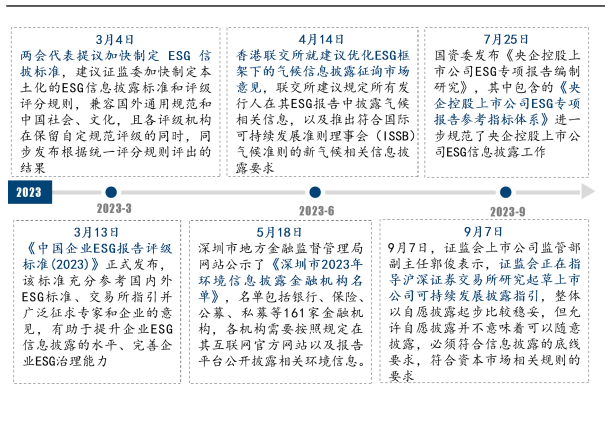 3月4日
两会代表提议加快制定 ESG 信
披标准，建议证监委加快制定本
土化的ESG信息披露标准和评级
评分规则，兼容国外通用规范和
中国社会、文化，且各评级机构
在保留自定规范评级的同时，同
步发布根据统一评分规则评出的
结果
4月14日
香港联交所就建议优化ESG框
架下的气候信息披露征询市场
意见，联交所建议规定所有发
行人在其ESG报告中披露气候
相关信息，以及推出符合国际
可持续发展准则理事会（ISSB）
气候准则的新气候相关信息披
露要求
7月25日
国资委发布《央企控股上
市公司ESG专项报告编制
研究》，其中包含的《央
企控股上市公司ESG专项
报告参考指标体系》进一
步规范了央企控股上市公
司ESG信息披露工作
2023
2023-3
2023-6
2023-9
3月13日
《中国企业ESG报告评级
标准(2023)》正式发布，
该标准充分参考国内外
ESG标准、交易所指引并
广泛征求专家和企业的意
见，有助于提升企业ESG
信息披露的水平、完善企
业ESG治理能力
5月18日
深圳市地方金融监督管理局
网站公示了《深圳市2023年
环境信息披露金融机构名
单》，名单包括银行、保险、
公募、私募等161家金融机
构，各机构需要按照规定在
其互联网官方网站以及报告
平台公开披露相关环境信息。
9月7日
9月7日，证监会上市公司监管部
副主任郭俊表示，证监会正在指
导沪深证券交易所研究起草上市
公司可持续发展披露指引，整体
以自愿披露起步比较稳妥，但允
许自愿披露并不意味着可以随意
披露，必须符合信息披露的底线
要求，符合资本市场相关规则的
要求